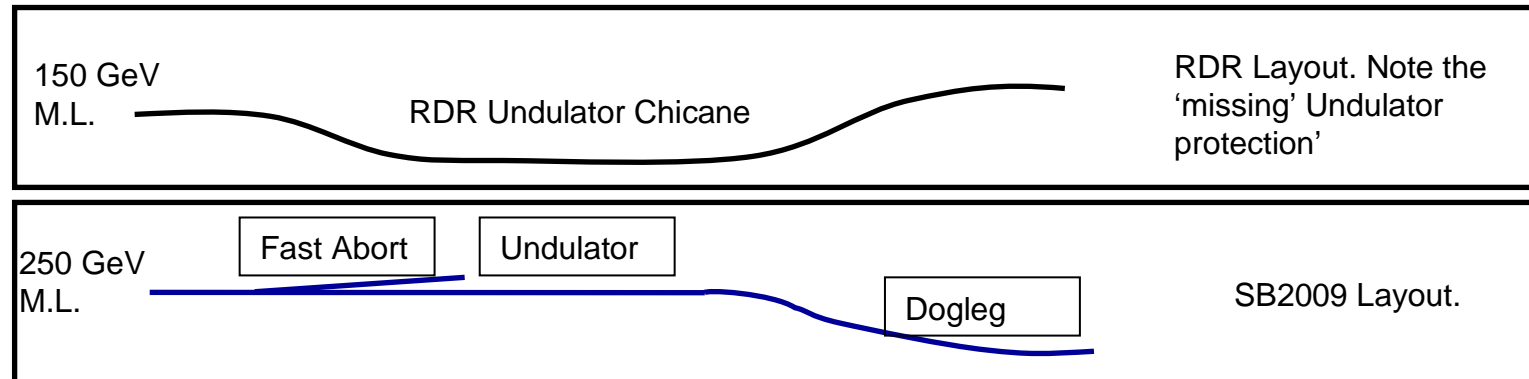 150 GeV
M.L.
RDR Undulator Chicane
RDR Layout. Note the
‘missing’ Undulator
protection’
250 GeV
M.L.
Fast Abort
Undulator
Dogleg
SB2009 Layout.